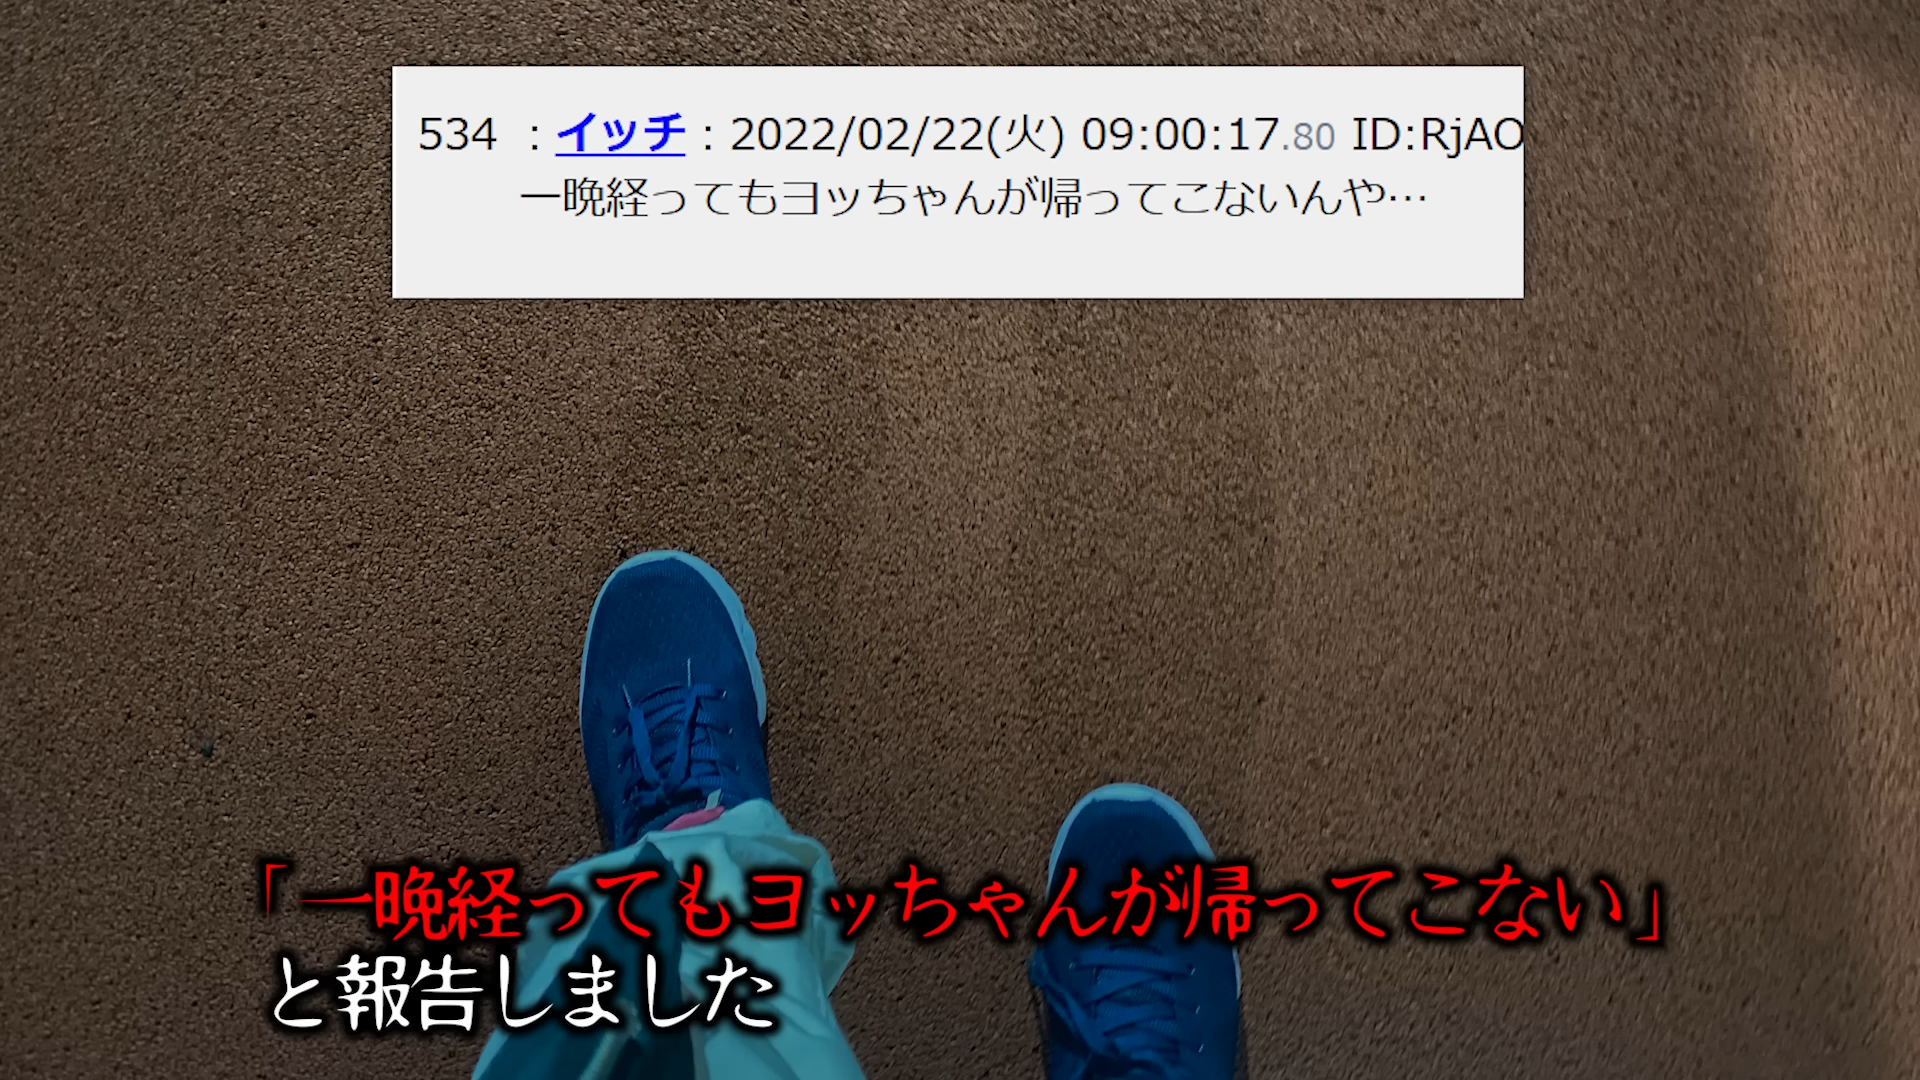 534 ：イッチ：2022/02/22(火) 09:00:17.80 ID:RjAO
一晩経ってもヨッちゃんが帰ってこないんや…
「一晩経ってもヨッちゃんが帰ってこない」
と報告しました